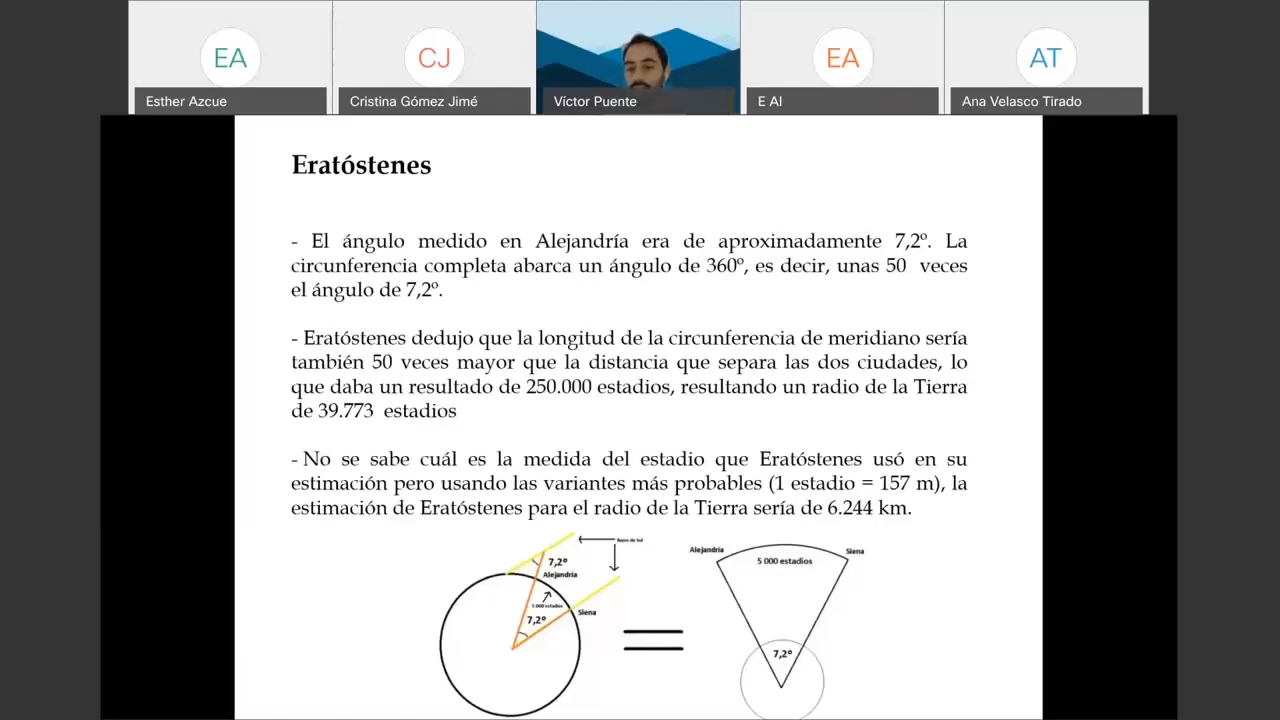 EA
CJ
EA
AT
Esther Azcue
Cristina Gómez Jimé
Víctor Puente
E Al
Ana Velasco Tirado
Eratóstenes
- El ángulo medido en Alejandría era de aproximadamente 7,2º. La
circunferencia completa abarca un ángulo de 360º, es decir, unas 50 veces
el ángulo de 7,2º.
- Eratóstenes dedujo que la longitud de la circunferencia de meridiano sería
también 50 veces mayor que la distancia que separa las dos ciudades, lo
que daba un resultado de 250.000 estadios, resultando un radio de la Tierra
de 39.773 estadios
- No se sabe cuál es la medida del estadio que Eratóstenes usó en su
estimación pero usando las variantes más probables (1 estadio = 157 m), la
estimación de Eratóstenes para el radio de la Tierra sería de 6.244 km.
Rayos de Sol
7,2º
Alejandría
5 000 estadios
Siena
7,2º
Alejandría
Siena
5 000 estadios
7,2º